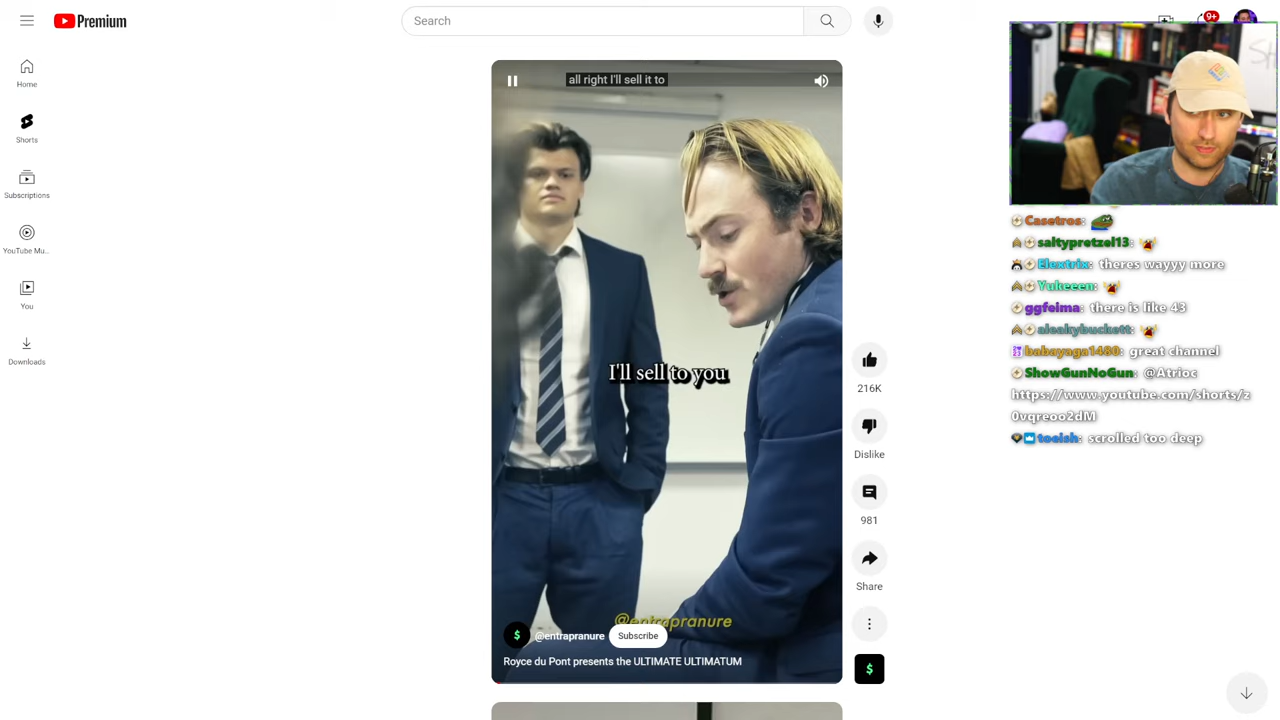 Premium
Search
9+
Home
Shorts
Subscriptions
YouTube Mu...
You
Downloads
all right I'll sell it to
I'll sell to you
@entrapranure
$ @entrapranure Subscribe
Royce du Pont presents the ULTIMATE ULTIMATUM
216K
Dislike
981
Share
$
Casetros:
saltypretzel13:
Elextrix: theres wayyy more
Yukeeen:
ggfeima: there is like 43
aleakybuckett:
babayaga1480: great channel
ShowGunNoGun: @Atrioc
https://www.youtube.com/shorts/z
0vqreoo2dM
tooish: scrolled too deep